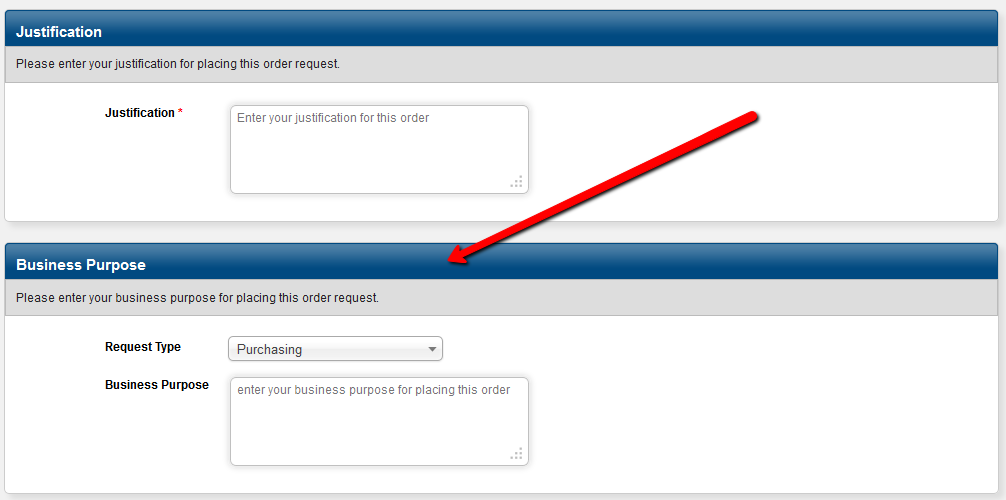 Justification
Please enter your justification for placing this order request.
Justification *
Enter your justification for this order
Business Purpose
Please enter your business purpose for placing this order request.
Request Type
Purchasing
Business Purpose
enter your business purpose for placing this order